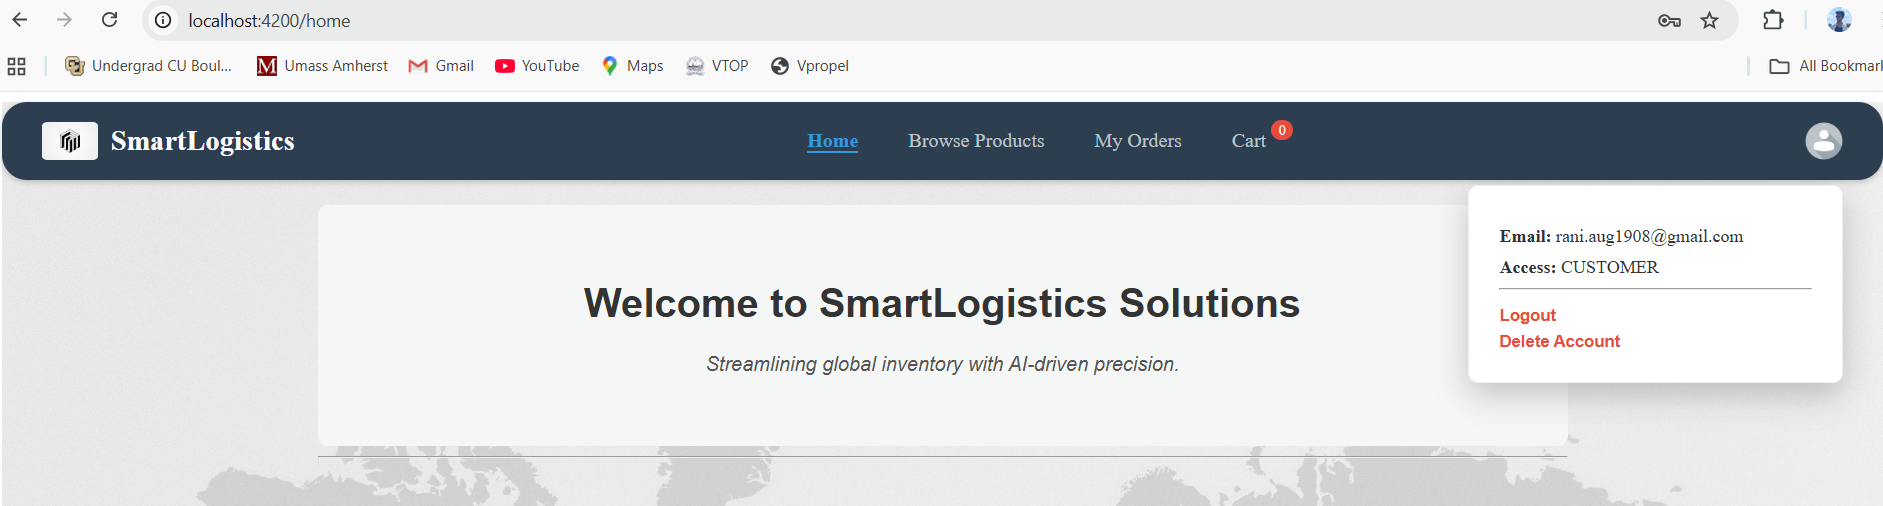 localhost:4200/home
Undergrad CU Boul... Umass Amherst Gmail YouTube Maps VTOP Vpropel
SmartLogistics Home Browse Products My Orders Cart 0
Email: rani.aug1908@gmail.com
Access: CUSTOMER
Logout
Delete Account
Welcome to SmartLogistics Solutions
Streamlining global inventory with AI-driven precision.